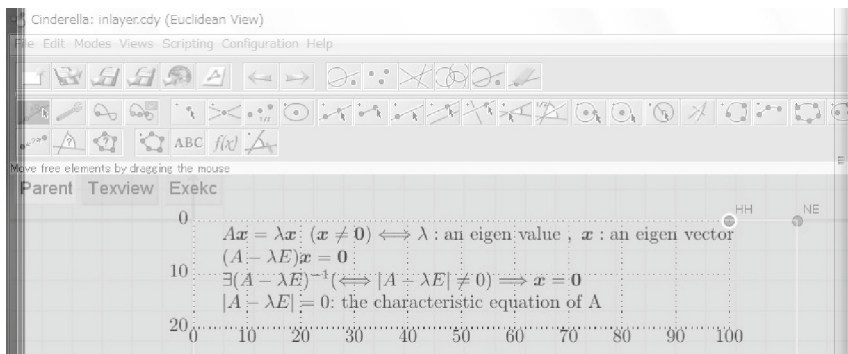 Cinderella: inlayer.cdy (Euclidean View)
File Edit Modes Views Scripting Configuration Help
ABC f(x)
Move free elements by dragging the mouse
Parent Texview Exekc
HH NE
0
Ax = λx (x ≠ 0) ⟺ λ : an eigen value , x : an eigen vector
(A − λE)x = 0
10
∃(A − λE)⁻¹(⟺ |A − λE| ≠ 0) ⟹ x = 0
|A − λE| = 0: the characteristic equation of A
20
0 10 20 30 40 50 60 70 80 90 100